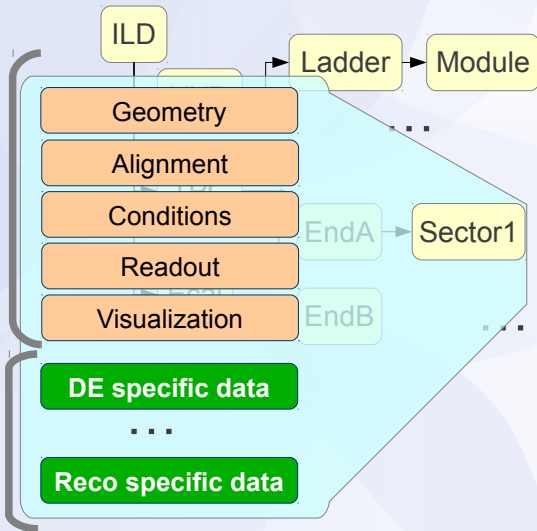 ILD
Ladder
Module
...
Geometry
Alignment
Conditions
Readout
Visualization
EndA
Sector1
EndB
...
DE specific data
...
Reco specific data